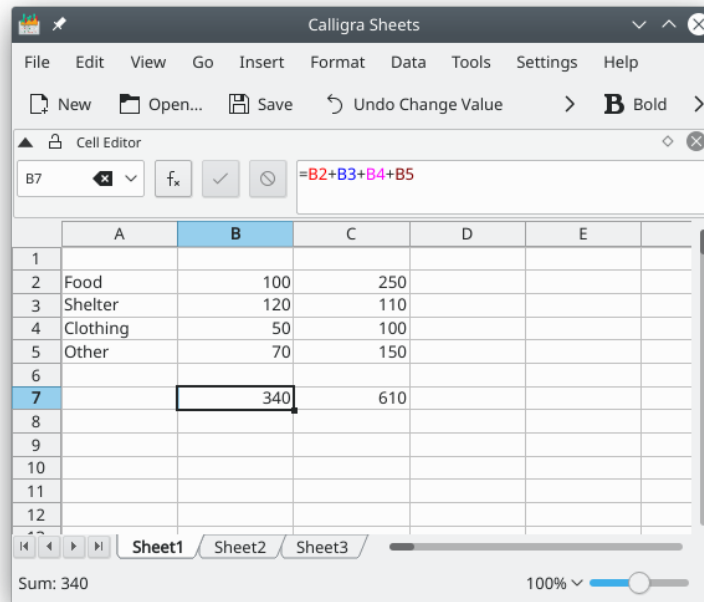 Calligra Sheets
File Edit View Go Insert Format Data Tools Settings Help
New Open... Save Undo Change Value B Bold
Cell Editor
B7 fx =B2+B3+B4+B5
A B C D E
1
2 Food 100 250
3 Shelter 120 110
4 Clothing 50 100
5 Other 70 150
6
7 340 610
8
9
10
11
12
Sheet1 Sheet2 Sheet3
Sum: 340 100%